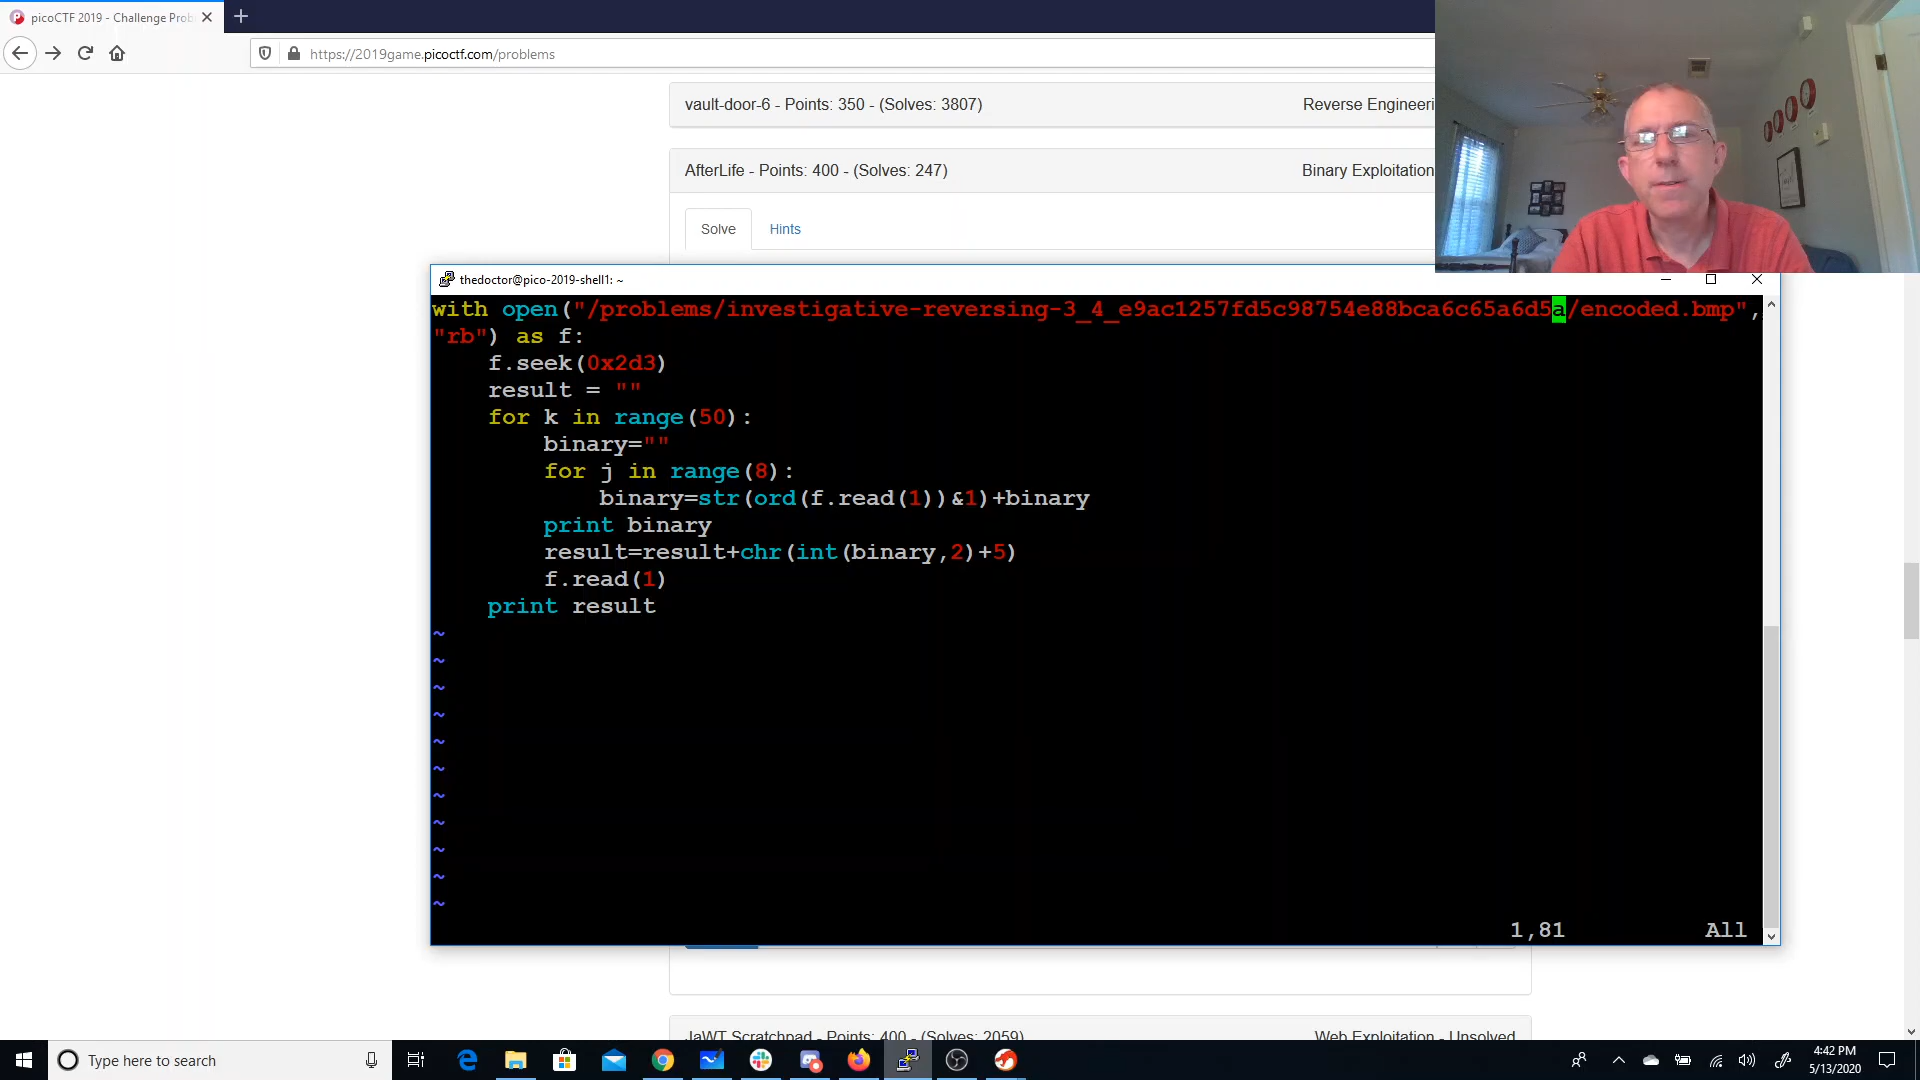 picoCTF 2019 - Challenge Prob
https://2019game.picoctf.com/problems
vault-door-6 - Points: 350 - (Solves: 3807)
Reverse Engineeri
AfterLife - Points: 400 - (Solves: 247)
Binary Exploitation
Solve
Hints
thedoctor@pico-2019-shell1: ~
with open("/problems/investigative-reversing-3_4_e9ac1257fd5c98754e88bca6c65a6d5a/encoded.bmp",
"rb") as f:
    f.seek(0x2d3)
    result = ""
    for k in range(50):
        binary=""
        for j in range(8):
            binary=str(ord(f.read(1))&1)+binary
        print binary
        result=result+chr(int(binary,2)+5)
        f.read(1)
    print result
~
~
~
~
~
~
~
~
~
~
~
1,81
All
JaWT Scratchpad - Points: 400 - (Solves: 2059)
Web Exploitation - Unsolved
Type here to search
4:42 PM
5/13/2020